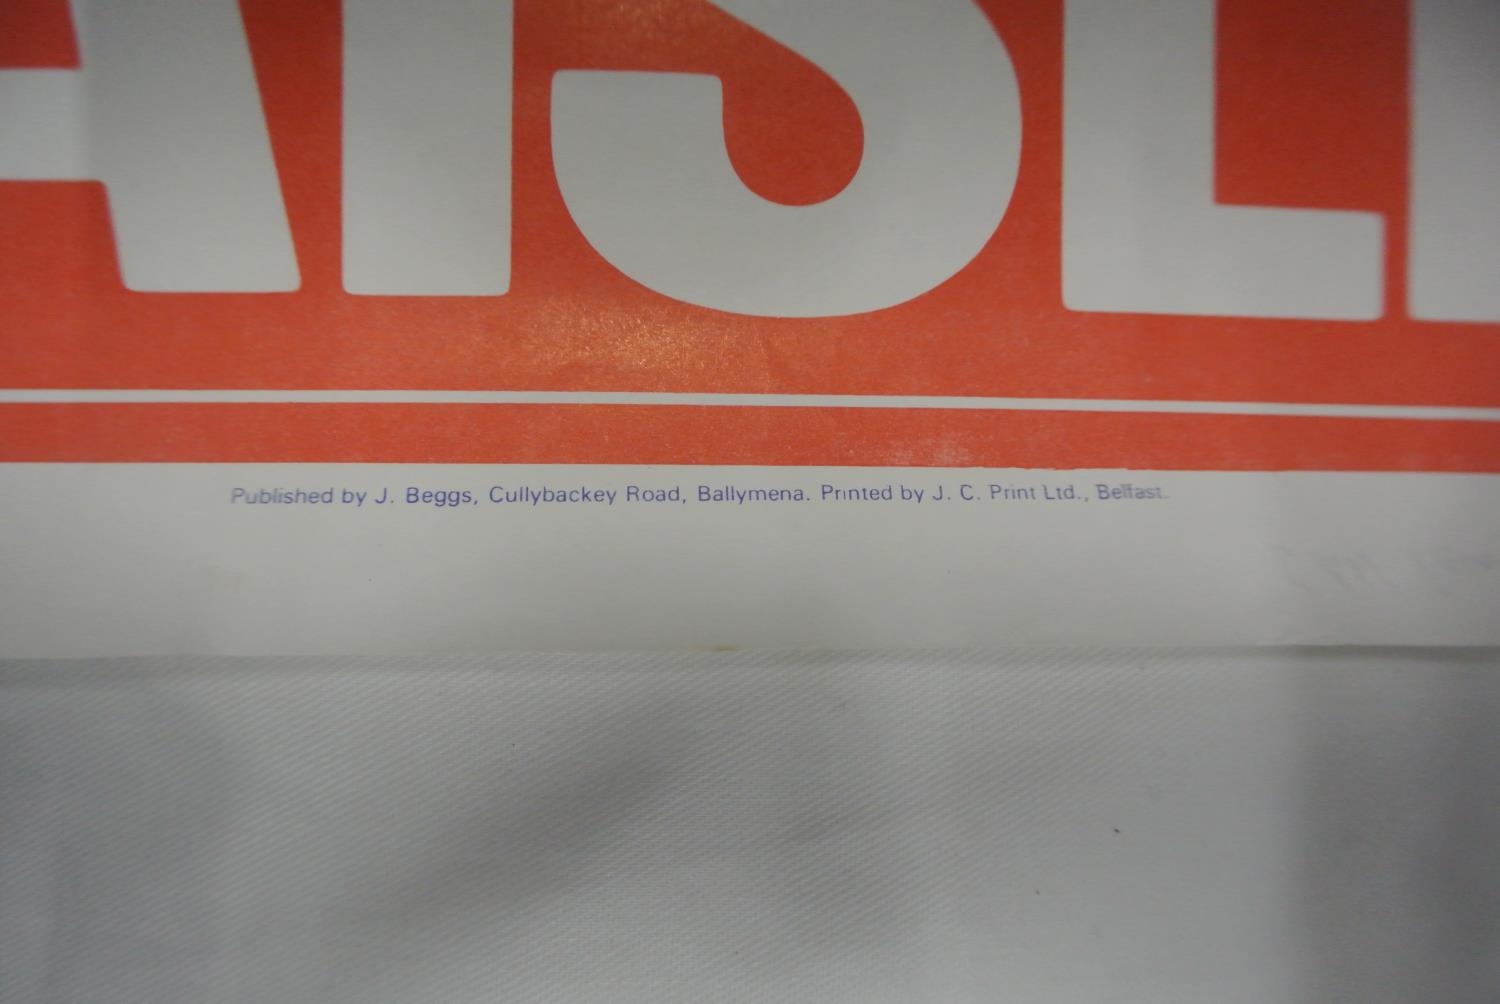 AISL
Published by J. Beggs, Cullybackey Road, Ballymena. Printed by J. C. Print Ltd., Belfast.